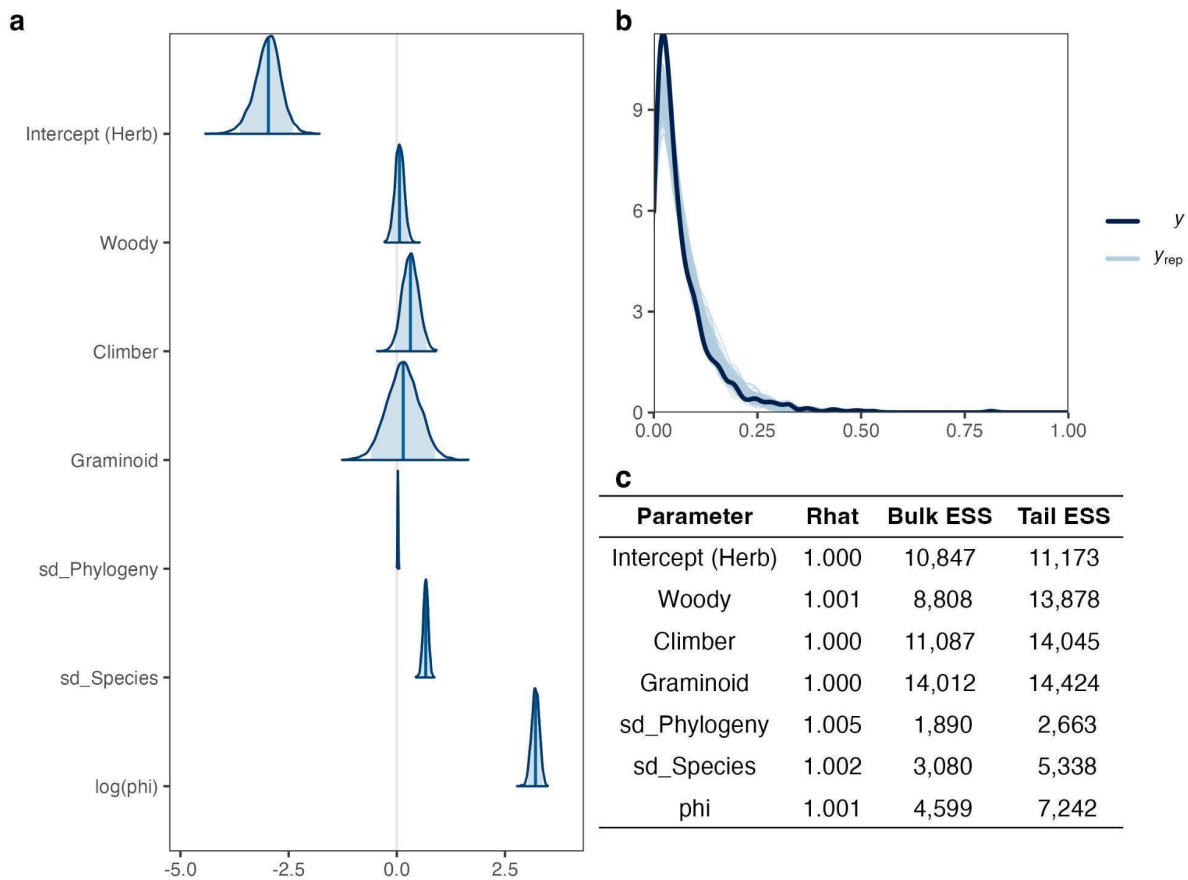 a
Intercept (Herb)
Woody
Climber
Graminoid
sd_Phylogeny
sd_Species
log(phi)
-5.0 -2.5 0.0 2.5
b
9
6
3
0
0.00 0.25 0.50 0.75 1.00
y
yrep
c
Parameter Rhat Bulk ESS Tail ESS
Intercept (Herb) 1.000 10,847 11,173
Woody 1.001 8,808 13,878
Climber 1.000 11,087 14,045
Graminoid 1.000 14,012 14,424
sd_Phylogeny 1.005 1,890 2,663
sd_Species 1.002 3,080 5,338
phi 1.001 4,599 7,242